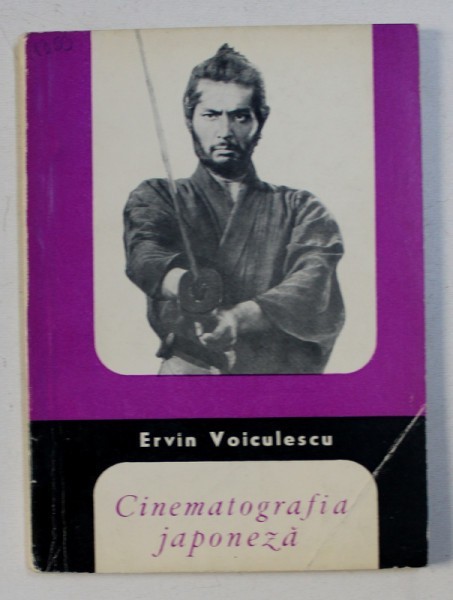 Ervin Voiculescu
Cinematografia
japoneză